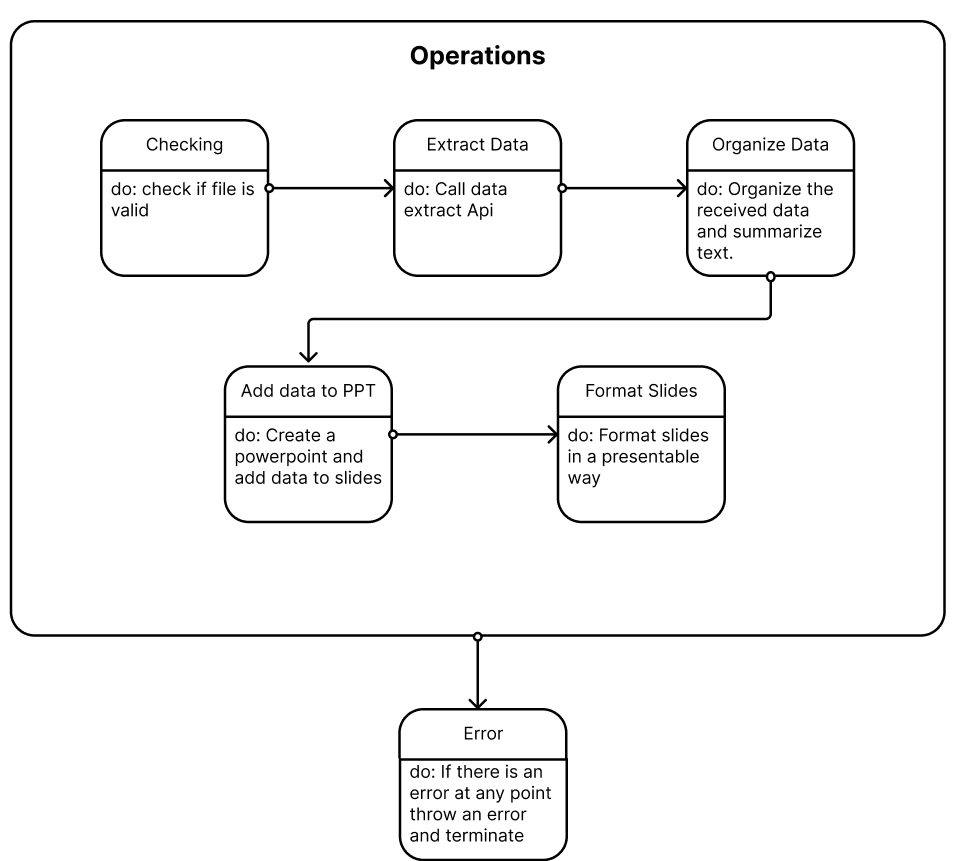 Operations
Checking
do: check if file is
valid
Extract Data
do: Call data
extract Api
Organize Data
do: Organize the
received data
and summarize
text.
Add data to PPT
do: Create a
powerpoint and
add data to slides
Format Slides
do: Format slides
in a presentable
way
Error
do: If there is an
error at any point
throw an error
and terminate